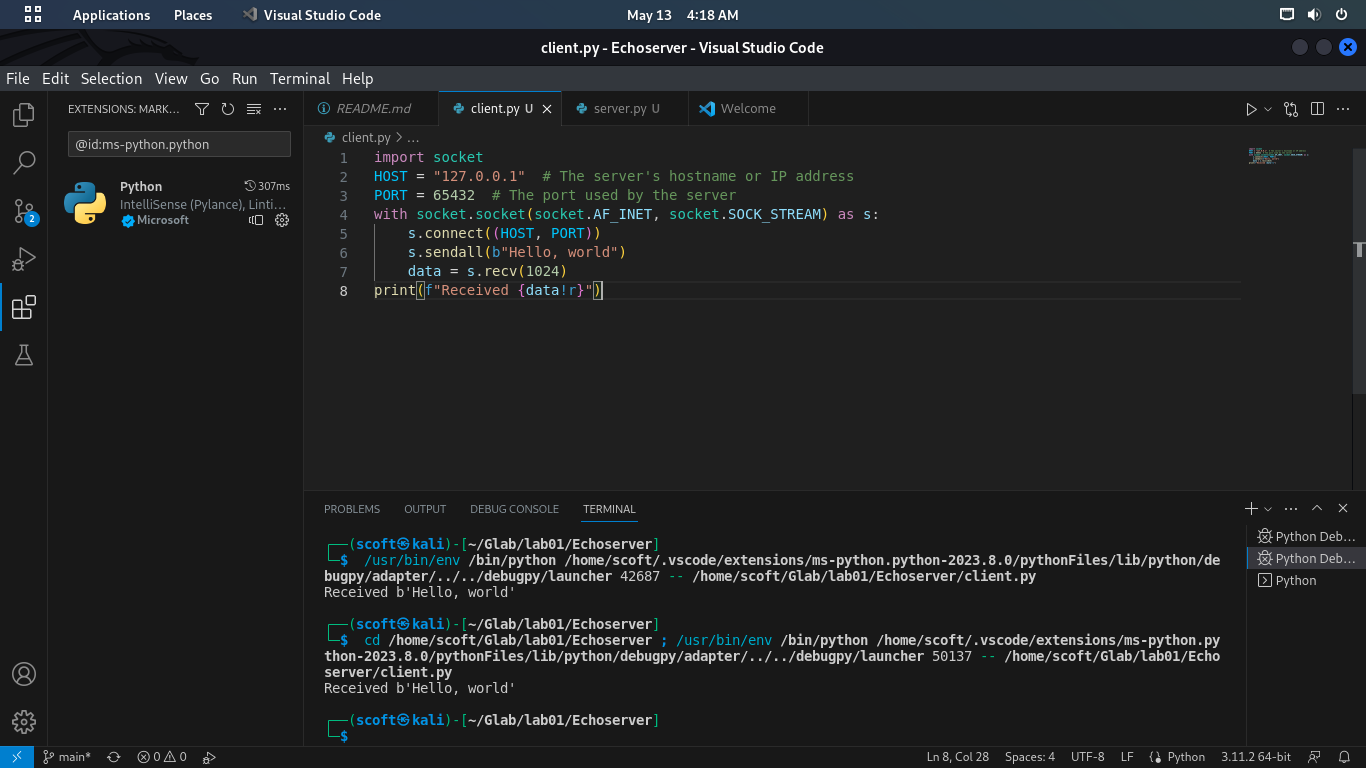 Applications Places Visual Studio Code May 13 4:18 AM
client.py - Echoserver - Visual Studio Code
File Edit Selection View Go Run Terminal Help
EXTENSIONS: MARK...
@id:ms-python.python
Python 307ms
IntelliSense (Pylance), Linti...
Microsoft
2
README.md client.py U server.py U Welcome
client.py > ...
1 import socket
2 HOST = "127.0.0.1"  # The server's hostname or IP address
3 PORT = 65432  # The port used by the server
4 with socket.socket(socket.AF_INET, socket.SOCK_STREAM) as s:
5     s.connect((HOST, PORT))
6     s.sendall(b"Hello, world")
7     data = s.recv(1024)
8 print(f"Received {data!r}")
PROBLEMS OUTPUT DEBUG CONSOLE TERMINAL
┌──(scoft㉿kali)-[~/Glab/lab01/Echoserver]
└─$  /usr/bin/env /bin/python /home/scoft/.vscode/extensions/ms-python.python-2023.8.0/pythonFiles/lib/python/de
bugpy/adapter/../../debugpy/launcher 42687 -- /home/scoft/Glab/lab01/Echoserver/client.py
Received b'Hello, world'
┌──(scoft㉿kali)-[~/Glab/lab01/Echoserver]
└─$  cd /home/scoft/Glab/lab01/Echoserver ; /usr/bin/env /bin/python /home/scoft/.vscode/extensions/ms-python.py
thon-2023.8.0/pythonFiles/lib/python/debugpy/adapter/../../debugpy/launcher 50137 -- /home/scoft/Glab/lab01/Echo
server/client.py
Received b'Hello, world'
┌──(scoft㉿kali)-[~/Glab/lab01/Echoserver]
└─$
Python Deb...
Python Deb...
Python
main* 0 0 Ln 8, Col 28 Spaces: 4 UTF-8 LF Python 3.11.2 64-bit